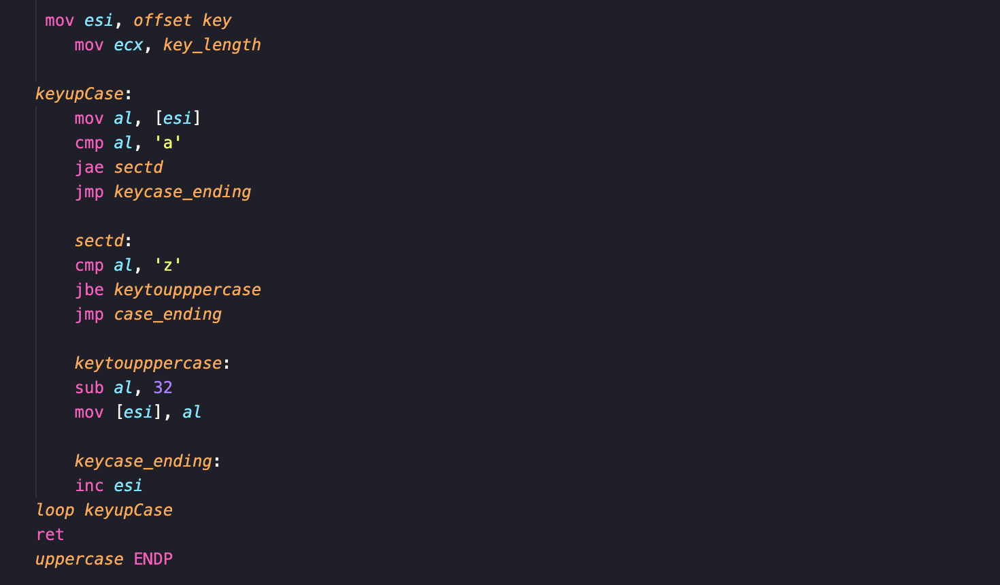 mov esi, offset key
mov ecx, key_length
keyupCase:
mov al, [esi]
cmp al, 'a'
jae sectd
jmp keycase_ending
sectd:
cmp al, 'z'
jbe keytoupppercase
jmp case_ending
keytoupppercase:
sub al, 32
mov [esi], al
keycase_ending:
inc esi
loop keyupCase
ret
uppercase ENDP